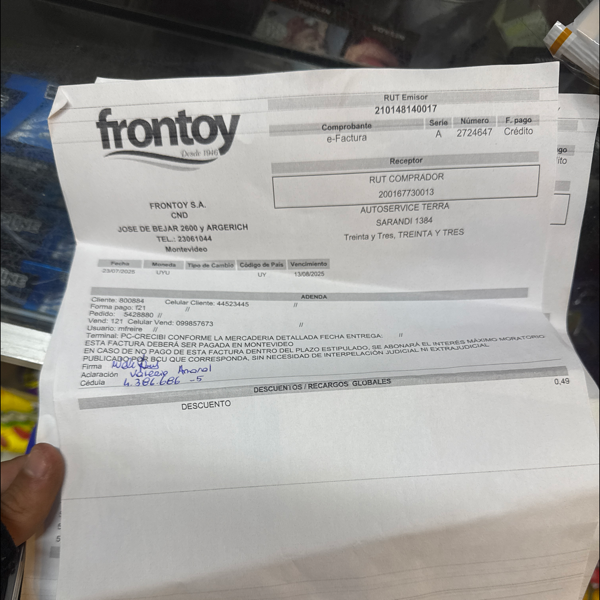 frontoy
Desde 1946
RUT Emisor
210148140017
Comprobante Serie Número F. pago
e-Factura A 2724647 Crédito
Receptor
RUT COMPRADOR
200167730013
AUTOSERVICE TERRA
SARANDI 1384
Treinta y Tres, TREINTA Y TRES
FRONTOY S.A.
CND
JOSE DE BEJAR 2600 y ARGERICH
TEL.: 23061044
Montevideo
Fecha Moneda Tipo de Cambio Código de País Vencimiento
23/07/2025 UYU UY 13/08/2025
ADENDA
Cliente: 800884 Celular Cliente: 44523445 //
Forma pago: f21 //
Pedido: S428880 //
Vend: 121 Celular Vend: 099857673 //
Usuario: mfreire //
Terminal: PC-CRECIBI CONFORME LA MERCADERIA DETALLADA FECHA ENTREGA: //
ESTA FACTURA DEBERÁ SER PAGADA EN MONTEVIDEO
EN CASO DE NO PAGO DE ESTA FACTURA DENTRO DEL PLAZO ESTIPULADO, SE ABONARÁ EL INTERÉS MÁXIMO MORATORIO
PUBLICADO POR BCU QUE CORRESPONDA, SIN NECESIDAD DE INTERPELACIÓN JUDICIAL NI EXTRAJUDICIAL.
Firma
Aclaración
Cédula 4.386.686-5
DESCUENTOS / RECARGOS GLOBALES
DESCUENTO 0,49